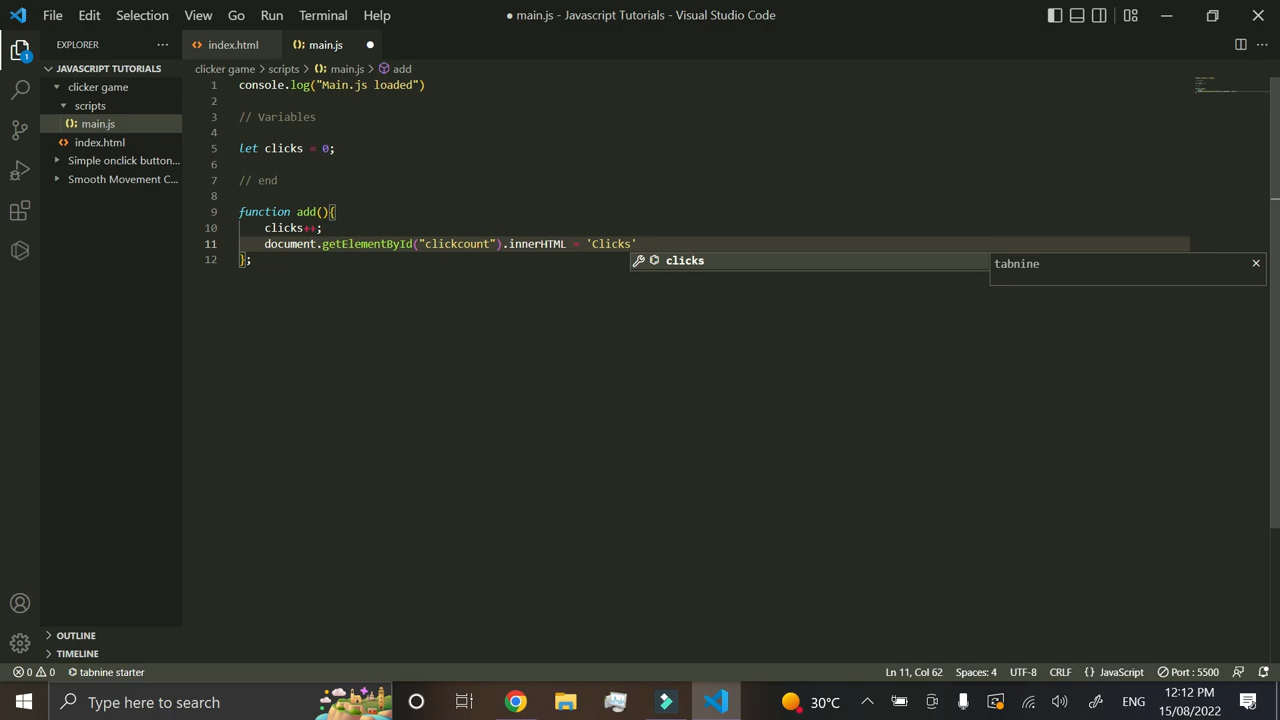 File Edit Selection View Go Run Terminal Help ● main.js - Javascript Tutorials - Visual Studio Code
EXPLORER ···
index.html
main.js
1
JAVASCRIPT TUTORIALS
clicker game
scripts
main.js
index.html
Simple onclick button...
Smooth Movement C...
clicker game > scripts > main.js > add
1 console.log("Main.js loaded")
2
3 // Variables
4
5 let clicks = 0;
6
7 // end
8
9 function add(){
10 clicks++;
11 document.getElementById("clickcount").innerHTML = 'Clicks'
12 };
clicks
tabnine
OUTLINE
TIMELINE
0 0 tabnine starter Ln 11, Col 62 Spaces: 4 UTF-8 CRLF {} JavaScript Port : 5500
Type here to search
30°C
ENG
12:12 PM
15/08/2022